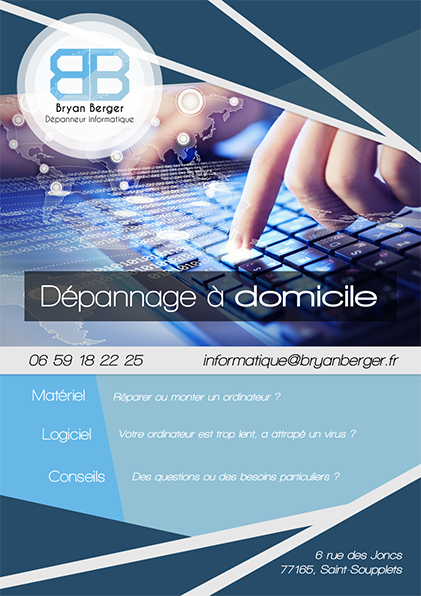 BB
Bryan Berger
Dépanneur informatique
Dépannage à domicile
06 59 18 22 25 informatique@bryanberger.fr
Matériel Réparer ou monter un ordinateur ?
Logiciel Votre ordinateur est trop lent, a attrapé un virus ?
Conseils Des questions ou des besoins particuliers ?
6 rue des Joncs
77165, Saint-Soupplets